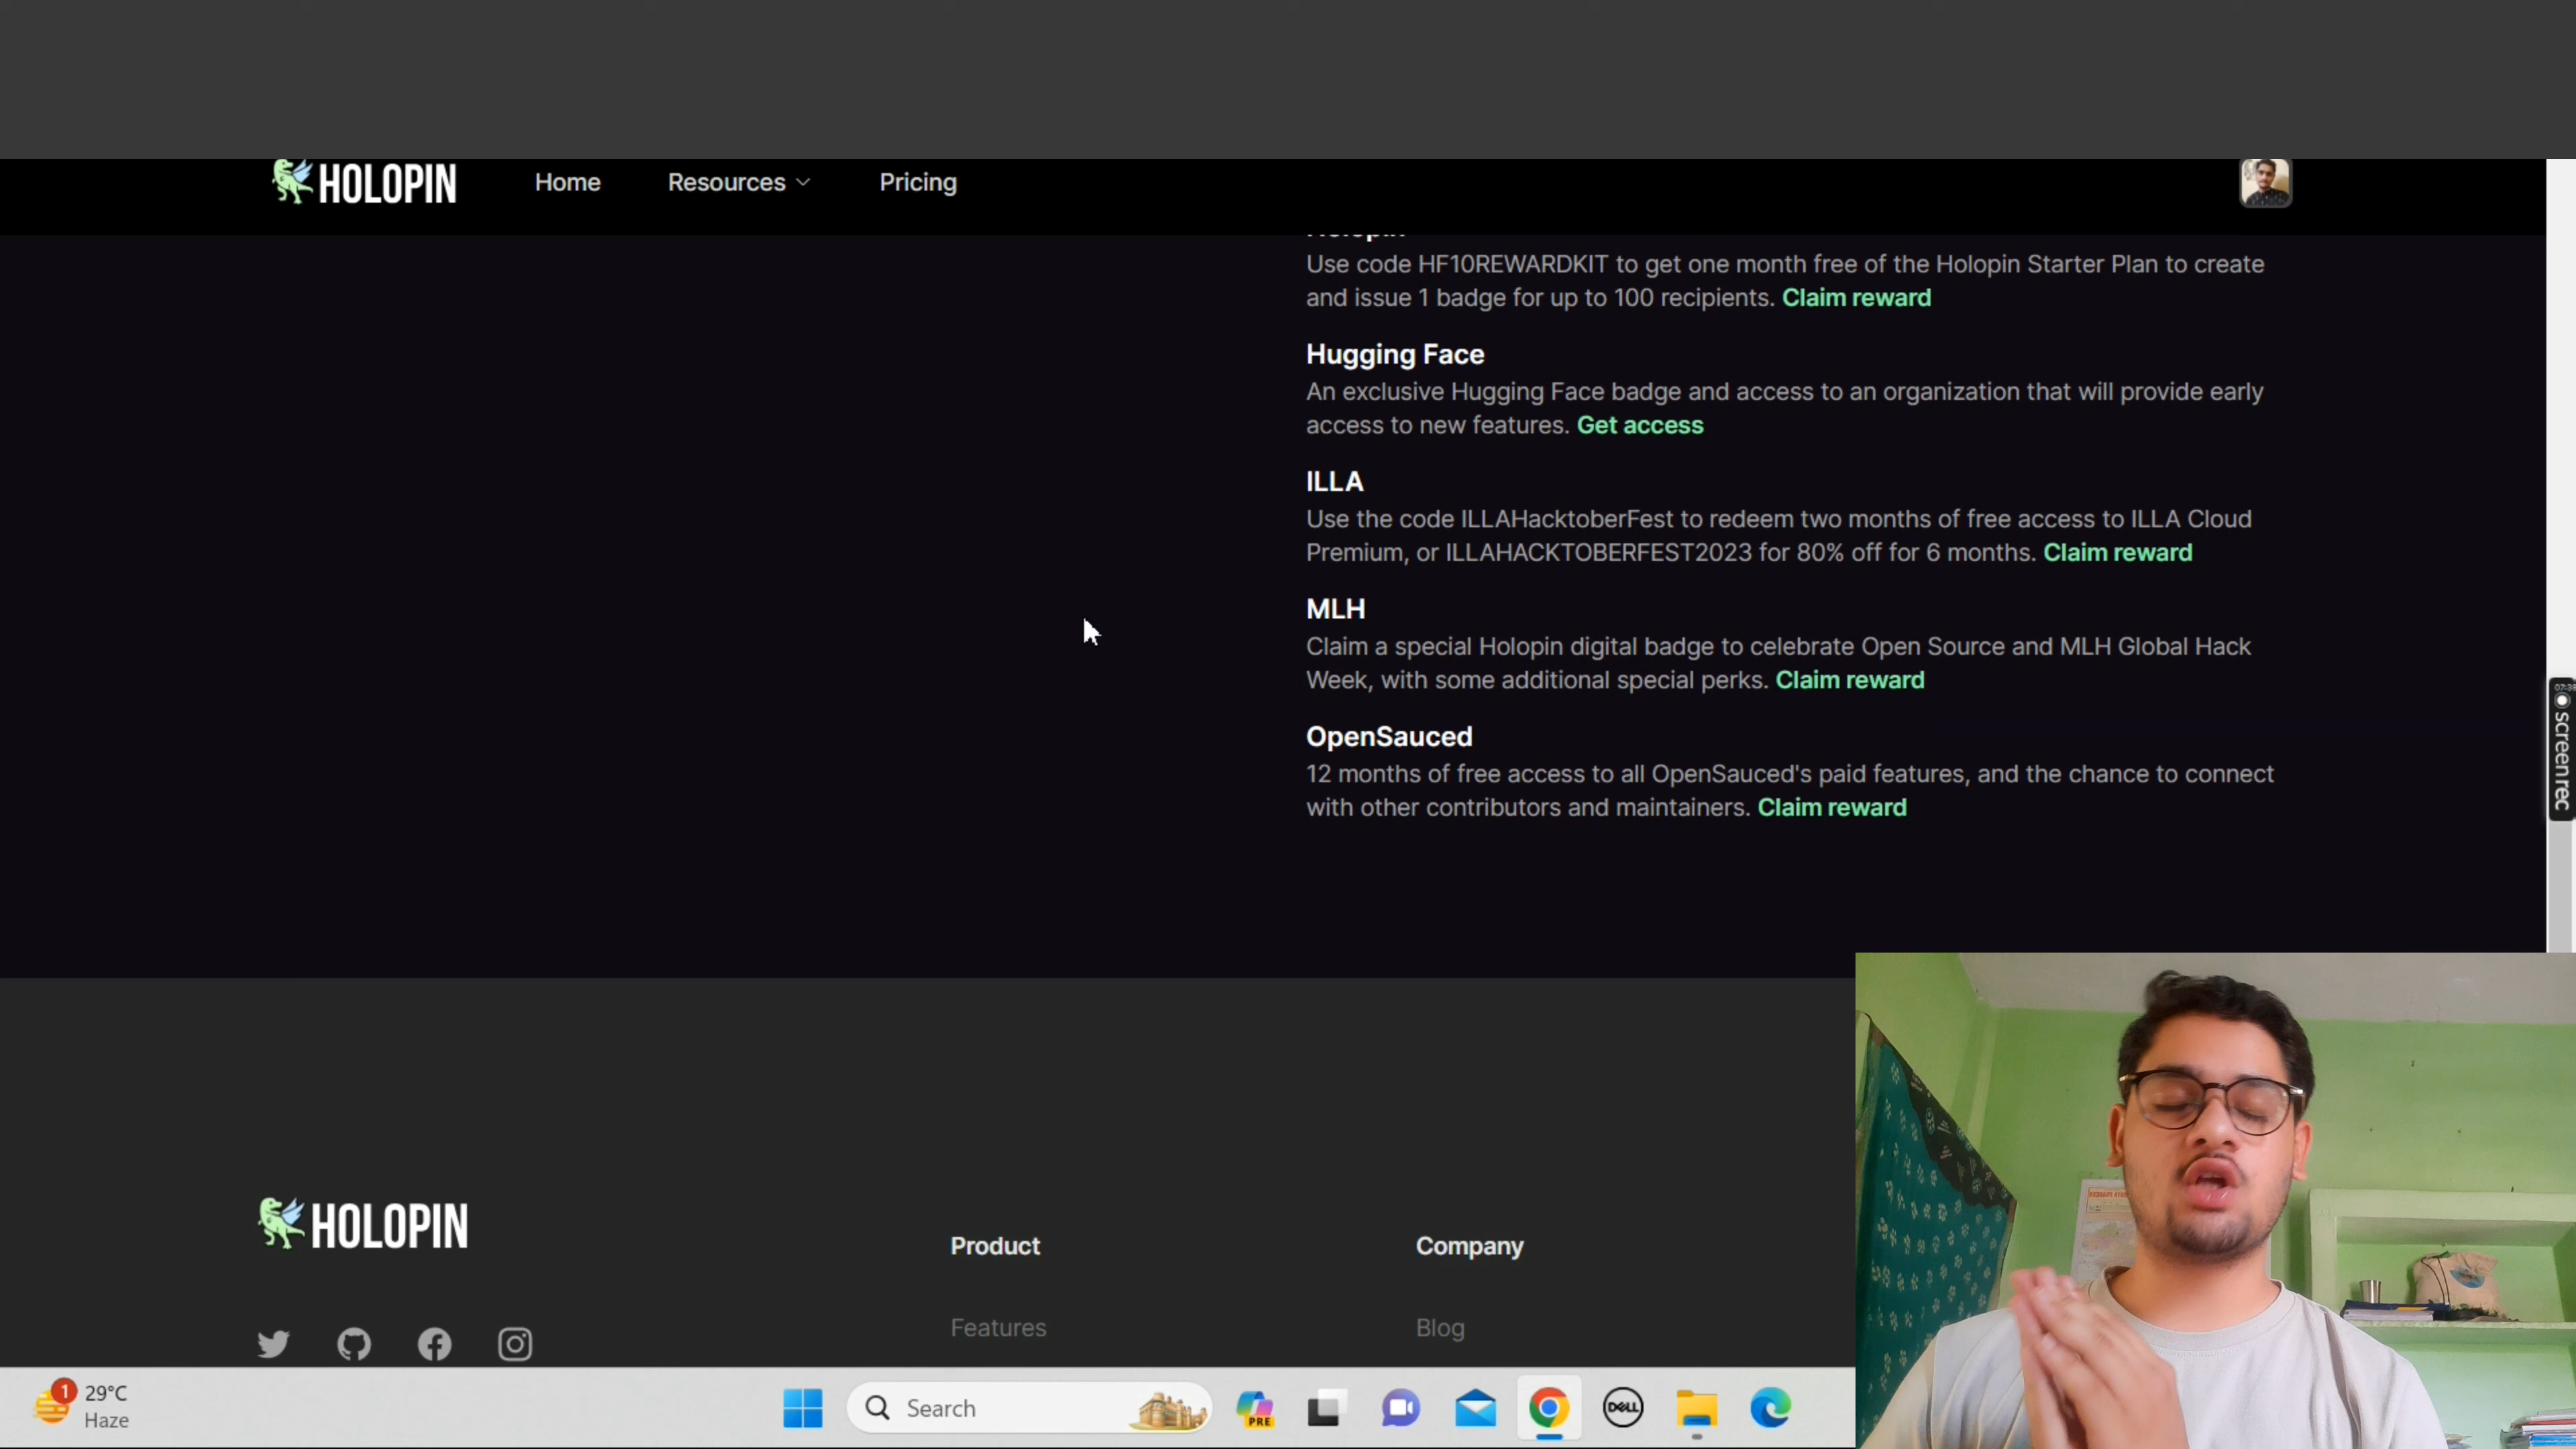 HOLOPIN
Home
Resources
Pricing
Holopin
Use code HF10REWARDKIT to get one month free of the Holopin Starter Plan to create
and issue 1 badge for up to 100 recipients. Claim reward
Hugging Face
An exclusive Hugging Face badge and access to an organization that will provide early
access to new features. Get access
ILLA
Use the code ILLAHacktoberFest to redeem two months of free access to ILLA Cloud
Premium, or ILLAHACKTOBERFEST2023 for 80% off for 6 months. Claim reward
MLH
Claim a special Holopin digital badge to celebrate Open Source and MLH Global Hack
Week, with some additional special perks. Claim reward
OpenSauced
12 months of free access to all OpenSauced's paid features, and the chance to connect
with other contributors and maintainers. Claim reward
screenrec
HOLOPIN
Product
Company
Features
Blog
1
29°C
Haze
Search
PRE
DELL